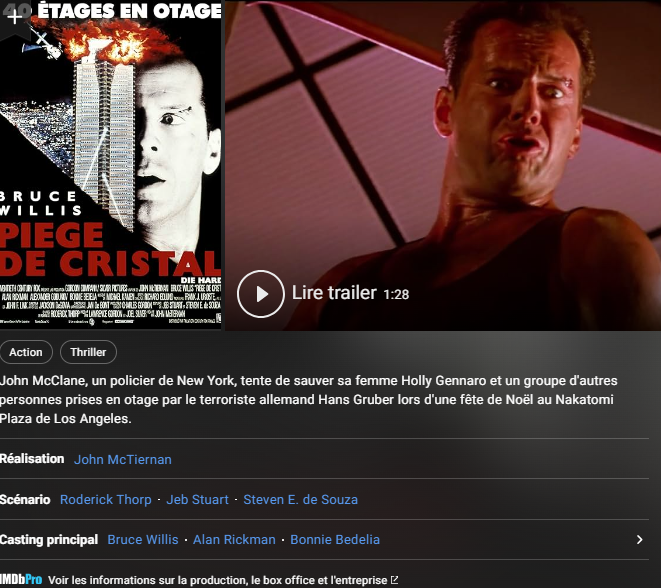 40 ÉTAGES EN OTAGE
BRUCE
WILLIS
PIEGE
DE CRISTAL
DIE HARD
Lire trailer 1:28
Action
Thriller
John McClane, un policier de New York, tente de sauver sa femme Holly Gennaro et un groupe d'autres
personnes prises en otage par le terroriste allemand Hans Gruber lors d'une fête de Noël au Nakatomi
Plaza de Los Angeles.
Réalisation John McTiernan
Scénario Roderick Thorp · Jeb Stuart · Steven E. de Souza
Casting principal Bruce Willis · Alan Rickman · Bonnie Bedelia
IMDbPro Voir les informations sur la production, le box office et l'entreprise